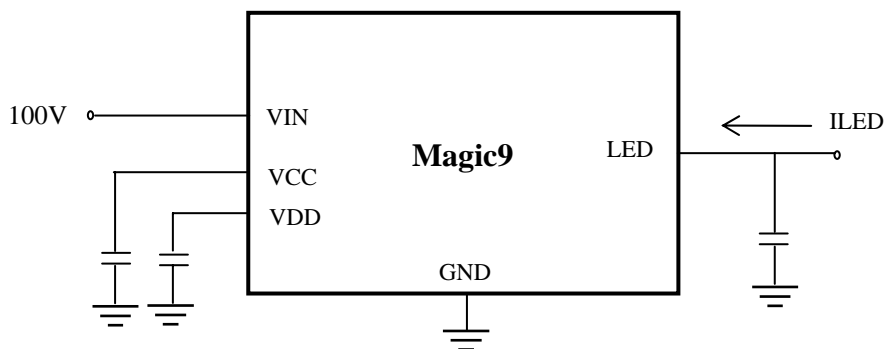 100V
VIN
ILED
LED
Magic9
VCC
VDD
GND